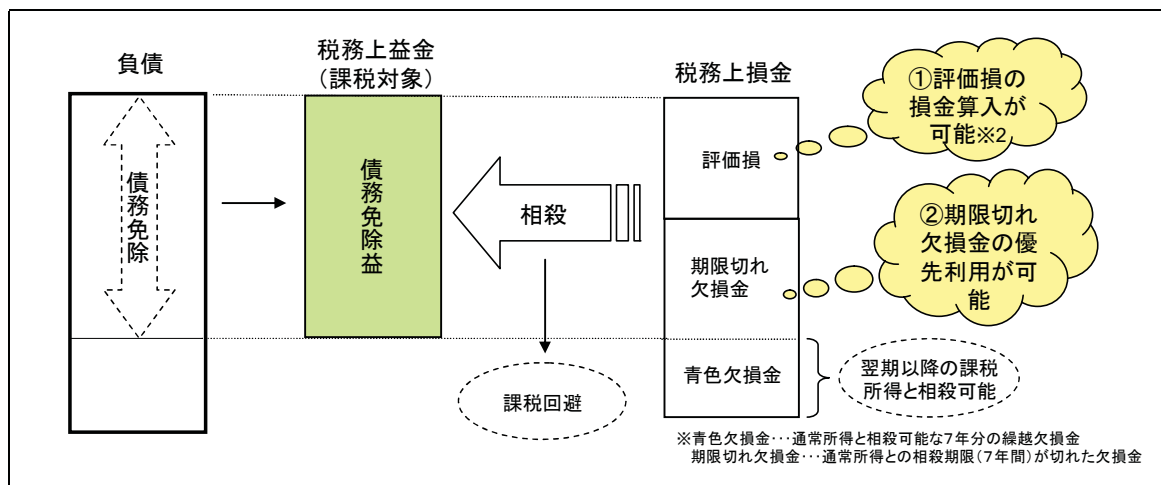 負債
債務免除
税務上益金
(課税対象)
債務免除益
相殺
課税回避
税務上損金
評価損
期限切れ
欠損金
青色欠損金
①評価損の
損金算入が
可能※2
②期限切れ
欠損金の優
先利用が可
能
翌期以降の課税
所得と相殺可能
※青色欠損金･･･通常所得と相殺可能な7年分の繰越欠損金
期限切れ欠損金･･･通常所得との相殺期限(7年間)が切れた欠損金